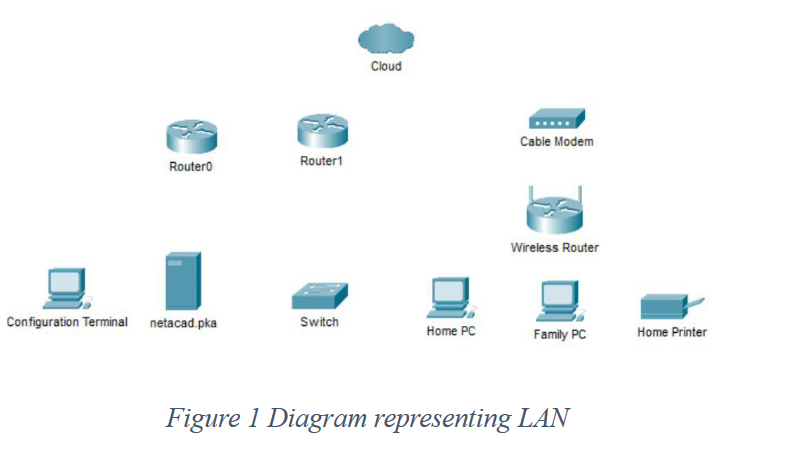 Cloud
Router0
Router1
Cable Modem
Wireless Router
Configuration Terminal
netacad.pka
Switch
Home PC
Family PC
Home Printer
Figure 1 Diagram representing LAN